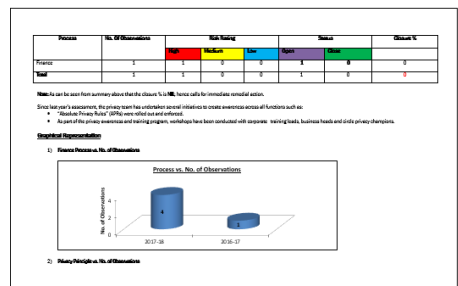 Process No. Of Observations Risk Rating Status Closure %
High Medium Low Open Close
Finance 1 1 0 0 1 0 0
Total 1 1 0 0 1 0 0
Note: As can be seen from summary above that the closure % is NIL, hence calls for immediate remedial action.
Since last year's assessment, the privacy team has undertaken several initiatives to create awareness across all functions such as:
• "Absolute Privacy Rules" (APRs) were rolled out and enforced.
• As part of the privacy awareness and training program, workshops have been conducted with corporate training leads, business heads and circle privacy champions.
Graphical Representation
1) Finance Process vs. No. of Observations
Process vs. No. of Observations
No. of Observations
4
2
0
4
1
2017-18 2016-17
2) Privacy Principle vs. No. of Observations